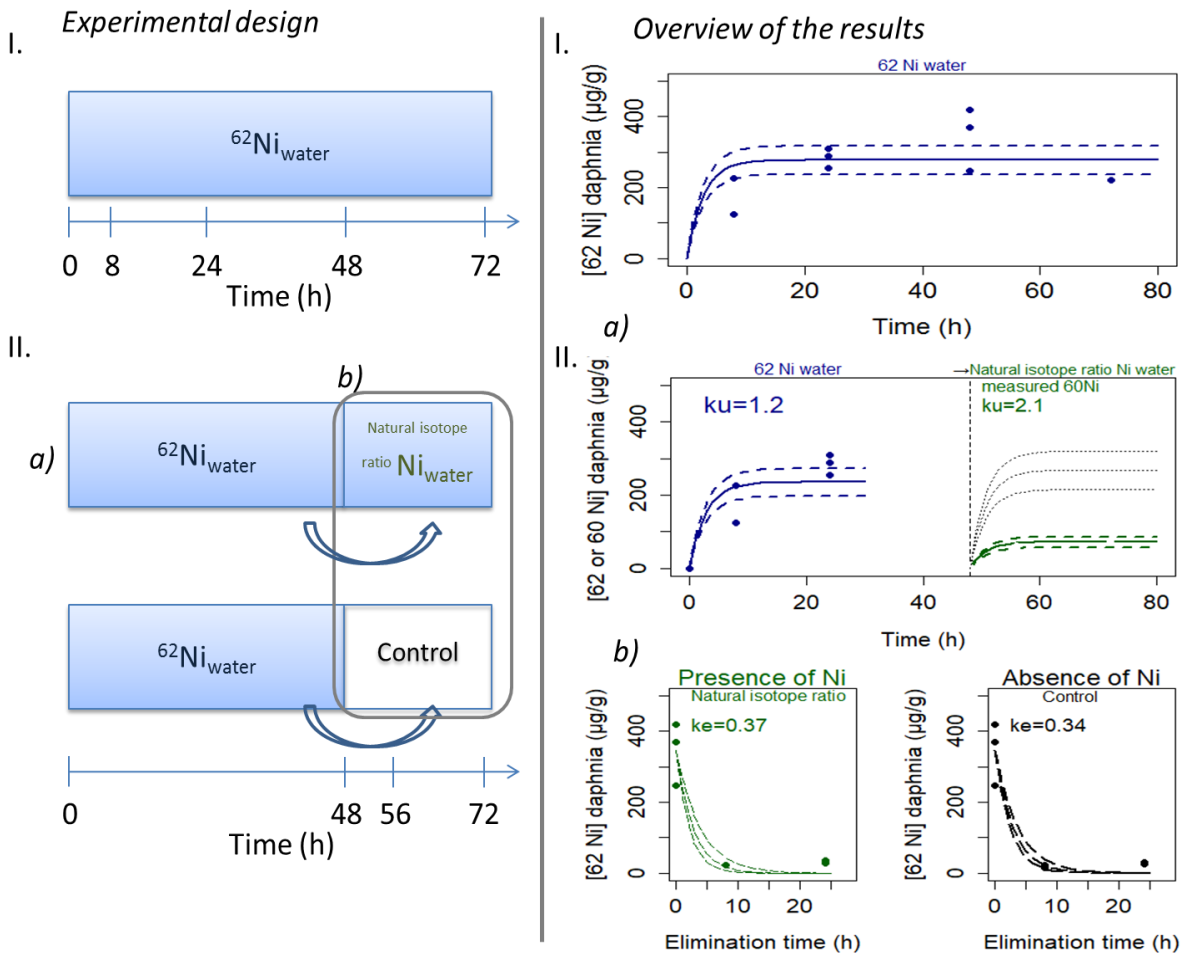 Experimental design
I.
62Niwater
0 8 24 48 72
Time (h)
II.
b)
a)
62Niwater
Natural isotope
ratio Niwater
62Niwater
Control
0 48 56 72
Time (h)
Overview of the results
I.
62 Ni water
[62 Ni] daphnia (µg/g)
0 200 400
0 20 40 60 80
Time (h)
a)
II.
62 Ni water
→Natural isotope ratio Ni water
measured 60Ni
ku=1.2
ku=2.1
[62 or 60 Ni] daphnia (µg/g)
0 200 400
0 20 40 60 80
Time (h)
b)
Presence of Ni
Natural isotope ratio
ke=0.37
[62 Ni] daphnia (µg/g)
0 200 400
0 10 20
Elimination time (h)
Absence of Ni
Control
ke=0.34
[62 Ni] daphnia (µg/g)
0 200 400
0 10 20
Elimination time (h)